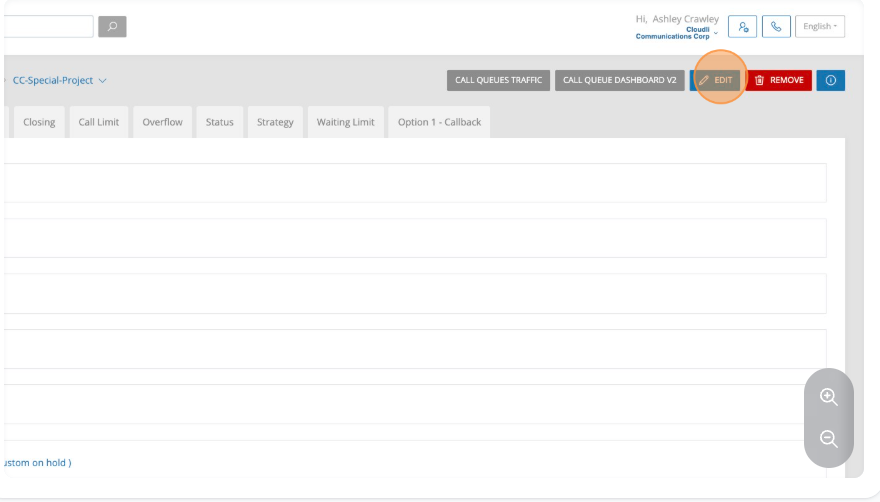 Hi, Ashley Crawley
Cloudli
Communications Corp
English
CC-Special-Project
CALL QUEUES TRAFFIC
CALL QUEUE DASHBOARD V2
EDIT
REMOVE
Closing
Call Limit
Overflow
Status
Strategy
Waiting Limit
Option 1 - Callback
ustom on hold )